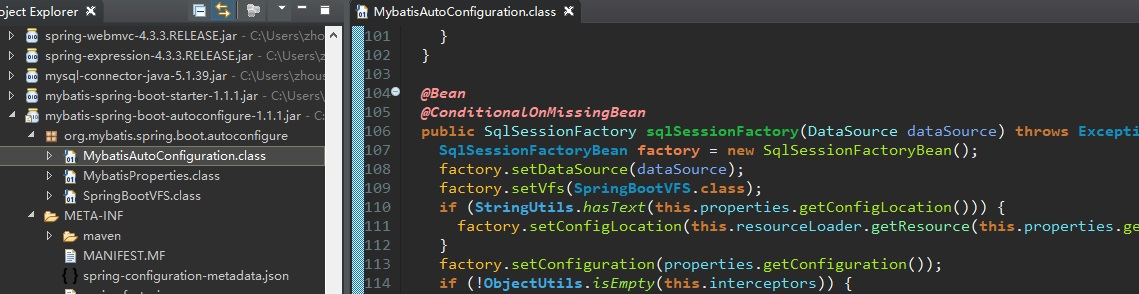 oject Explorer
spring-webmvc-4.3.3.RELEASE.jar - C:\Users\zhou
spring-expression-4.3.3.RELEASE.jar - C:\Users\z
mysql-connector-java-5.1.39.jar - C:\Users\zhous
mybatis-spring-boot-starter-1.1.1.jar - C:\Users\
mybatis-spring-boot-autoconfigure-1.1.1.jar - C:\
org.mybatis.spring.boot.autoconfigure
MybatisAutoConfiguration.class
MybatisProperties.class
SpringBootVFS.class
META-INF
maven
MANIFEST.MF
spring-configuration-metadata.json
MybatisAutoConfiguration.class
101 }
102 }
103
104 @Bean
105 @ConditionalOnMissingBean
106 public SqlSessionFactory sqlSessionFactory(DataSource dataSource) throws Excepti
107 SqlSessionFactoryBean factory = new SqlSessionFactoryBean();
108 factory.setDataSource(dataSource);
109 factory.setVfs(SpringBootVFS.class);
110 if (StringUtils.hasText(this.properties.getConfigLocation())) {
111 factory.setConfigLocation(this.resourceLoader.getResource(this.properties.ge
112 }
113 factory.setConfiguration(properties.getConfiguration());
114 if (!ObjectUtils.isEmpty(this.interceptors)) {